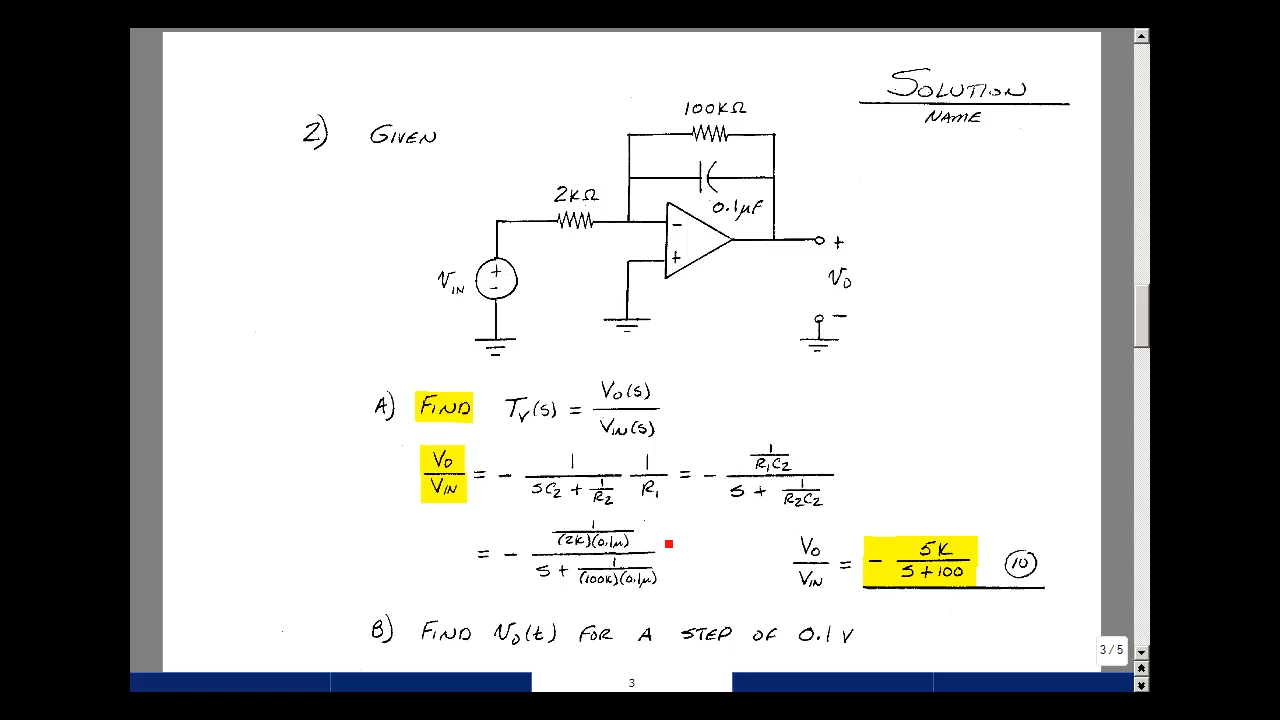 SOLUTION
NAME
2) GIVEN
100KΩ
2KΩ
0.1μF
-
+
+
-
VIN
+
VO
-
A) FIND Tv(s) = Vo(s) / VIN(s)
VO / VIN = - 1 / (SC2 + 1/R2) 1/R1 = - (1/R1C2) / (S + 1/R2C2)
= - (1/(2K)(0.1μ)) / (S + 1/(100K)(0.1μ))
VO / VIN = - 5K / (S+100) 10
B) FIND VO(t) FOR A STEP OF 0.1 V
3 / 5
3